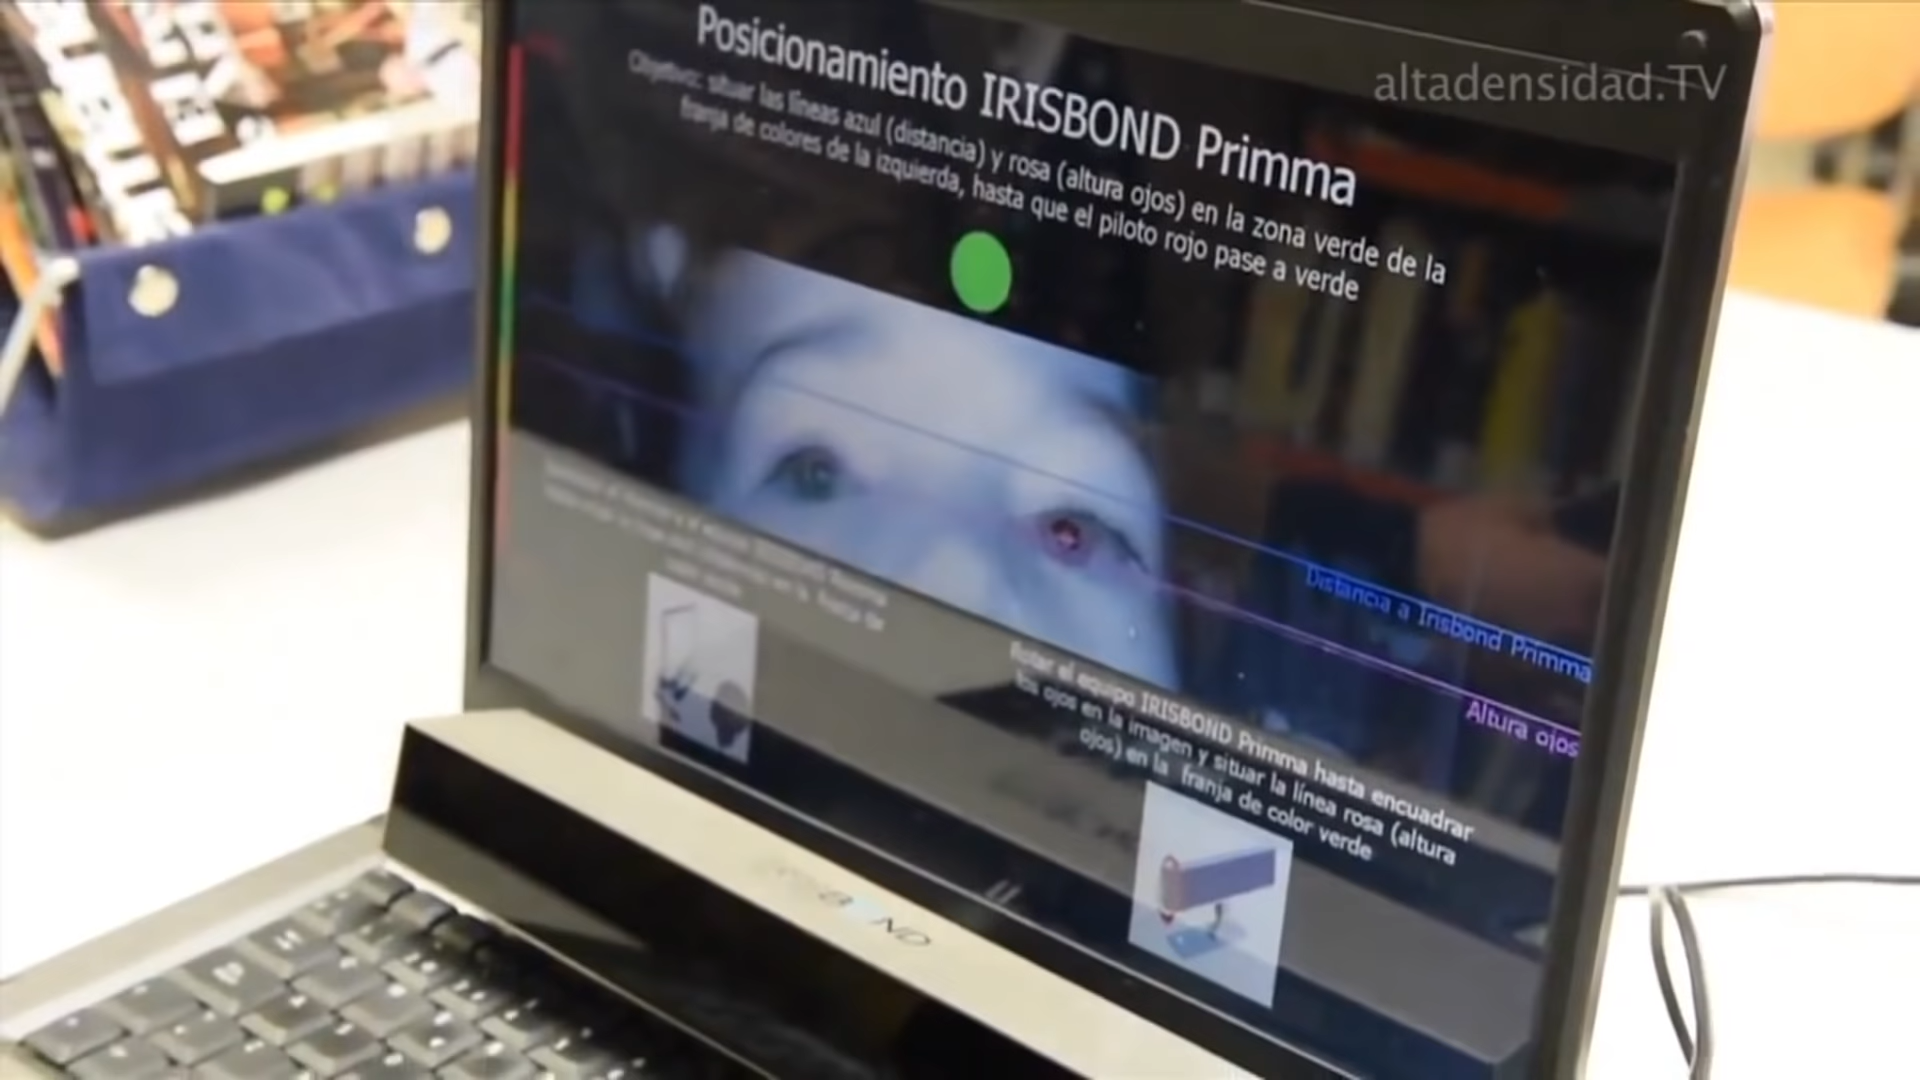 altadensidad.TV
Posicionamiento IRISBOND Primma
Objetivo: situar las líneas azul (distancia) y rosa (altura ojos) en la zona verde de la
franja de colores de la izquierda, hasta que el piloto rojo pase a verde
Distancia a Irisbond Primma
Altura ojos
Rotar el equipo IRISBOND Primma hasta encuadrar
los ojos en la imagen y situar la línea rosa (altura
ojos) en la franja de color verde